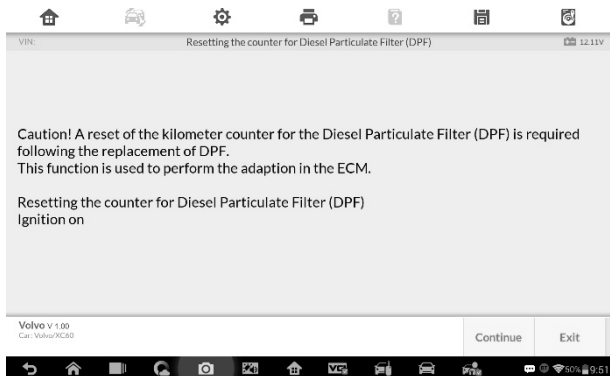 VIN:
Resetting the counter for Diesel Particulate Filter (DPF)
12.11V
Caution! A reset of the kilometer counter for the Diesel Particulate Filter (DPF) is required
following the replacement of DPF.
This function is used to perform the adaption in the ECM.
Resetting the counter for Diesel Particulate Filter (DPF)
Ignition on
Volvo V 1.00
Car: Volvo/XC60
Continue
Exit
50% 9:51